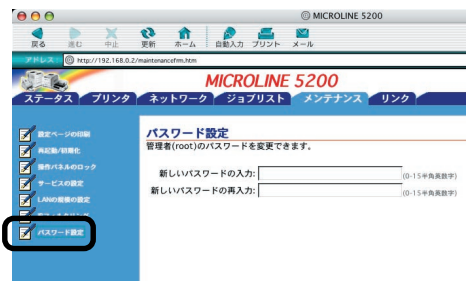 MICROLINE 5200
戻る 進む 中止 更新 ホーム 自動入力 プリント メール
アドレス http://192.168.0.2/maintenancefrm.htm
MICROLINE 5200
ステータス プリンタ ネットワーク ジョブリスト メンテナンス リンク
設定ページの印刷
再起動/初期化
操作パネルのロック
サービスの設定
LANの規模の設定
パスワード設定
パスワード設定
管理者(root)のパスワードを変更できます。
新しいパスワードの入力: (0-15半角英数字)
新しいパスワードの再入力: (0-15半角英数字)